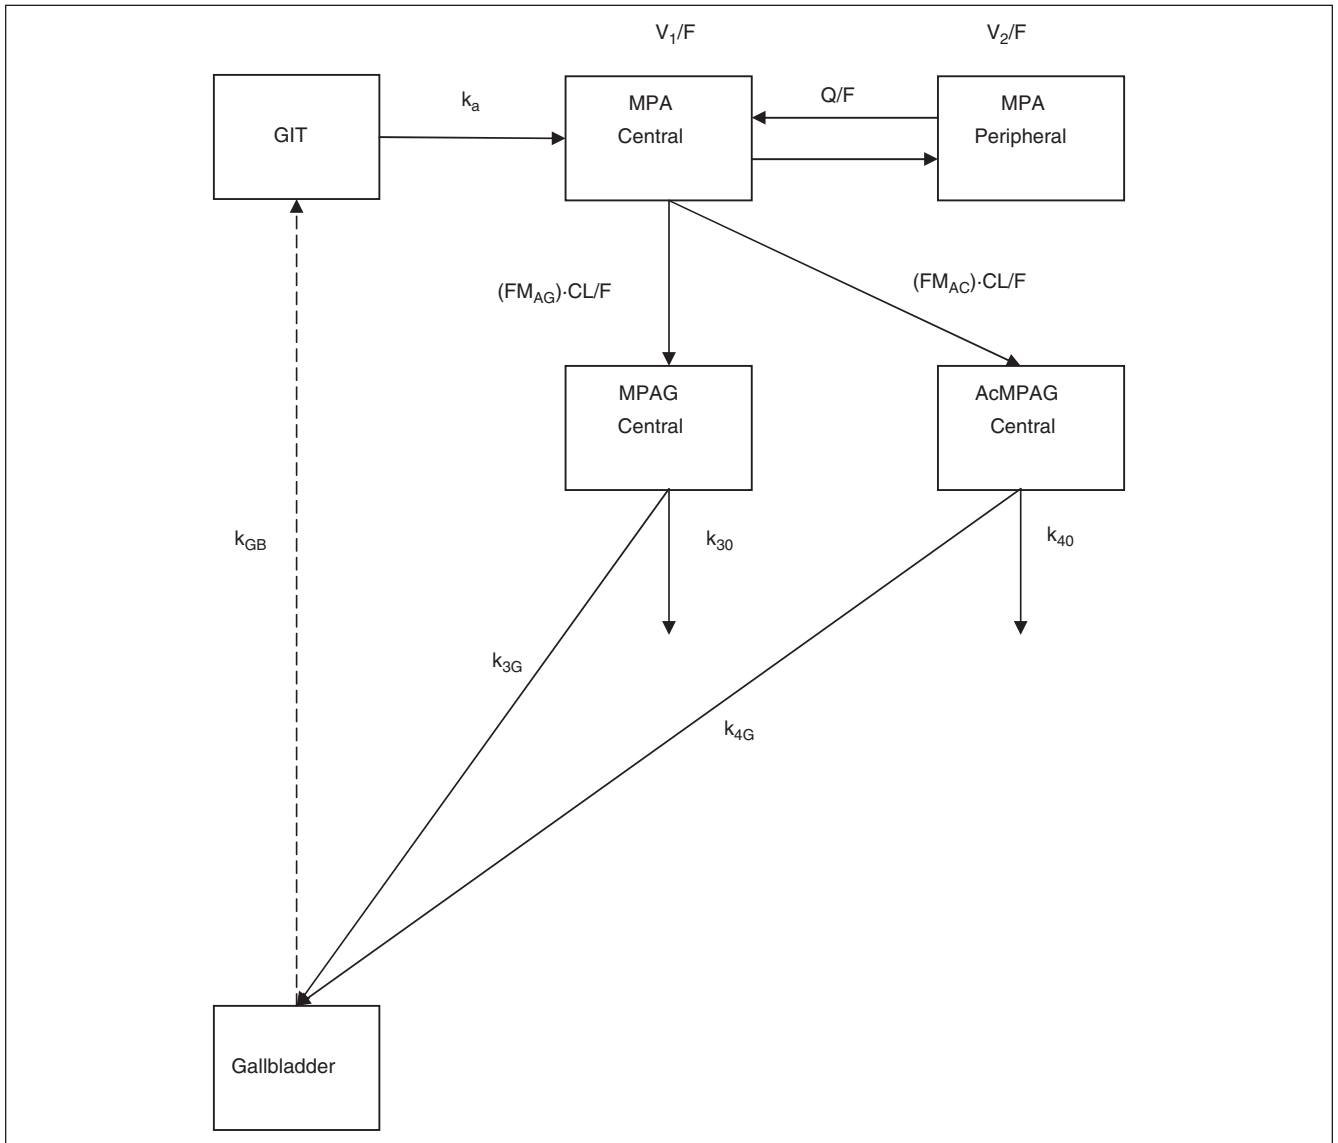 V1/F
V2/F
GIT
ka
MPA
Central
Q/F
MPA
Peripheral
(FMAG)·CL/F
(FMAC)·CL/F
MPAG
Central
AcMPAG
Central
kGB
k30
k40
k3G
k4G
Gallbladder